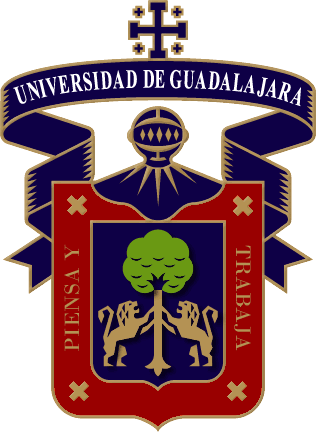 UNIVERSIDAD DE GUADALAJARA
PIENSA Y
TRABAJA